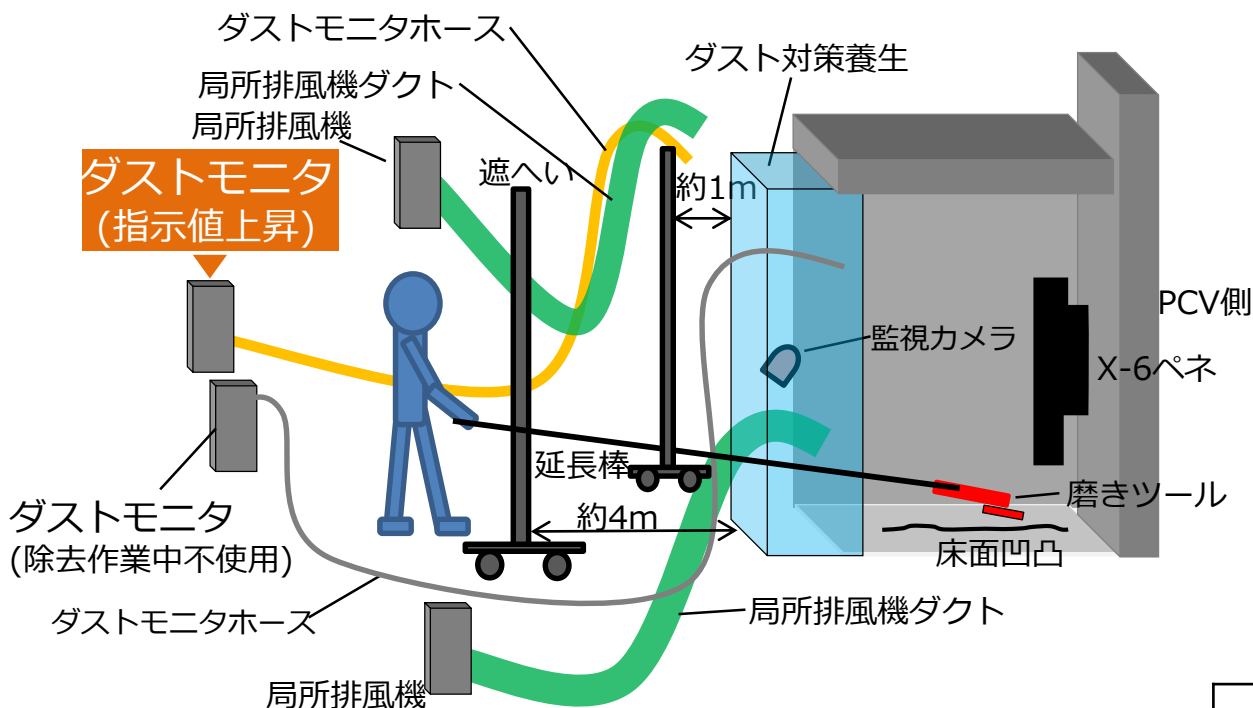 ダストモニタホース
局所排風機ダクト
局所排風機
ダストモニタ
(指示値上昇)
遮へい
約1m
ダスト対策養生
PCV側
監視カメラ
X-6ペネ
延長棒
磨きツール
約4m
床面凹凸
ダストモニタ
(除去作業中不使用)
ダストモニタホース
局所排風機ダクト
局所排風機